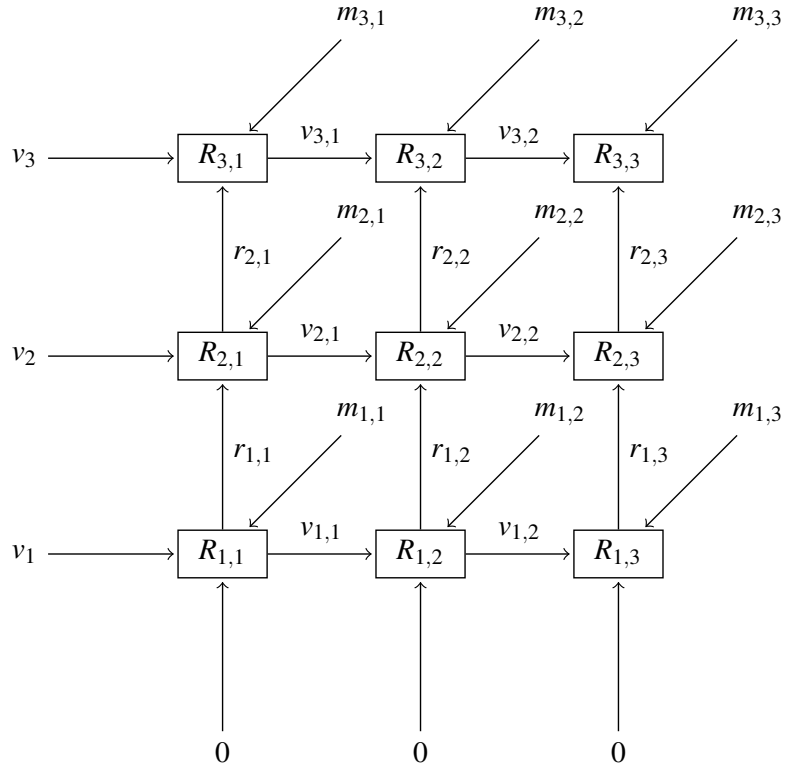 m3,1 m3,2 m3,3
v3,1 v3,2
v3 R3,1 R3,2 R3,3
m2,1 m2,2 m2,3
r2,1 r2,2 r2,3
v2,1 v2,2
v2 R2,1 R2,2 R2,3
m1,1 m1,2 m1,3
r1,1 r1,2 r1,3
v1,1 v1,2
v1 R1,1 R1,2 R1,3
0 0 0